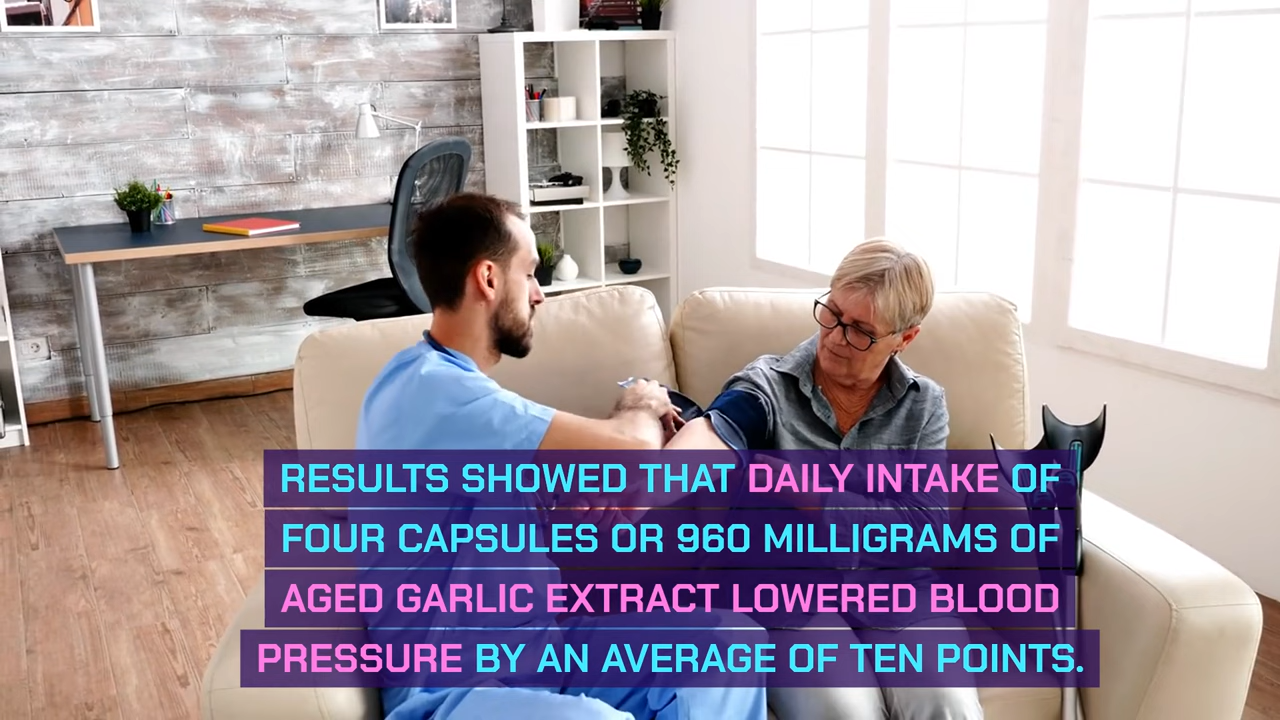 RESULTS SHOWED THAT DAILY INTAKE OF
FOUR CAPSULES OR 960 MILLIGRAMS OF
AGED GARLIC EXTRACT LOWERED BLOOD
PRESSURE BY AN AVERAGE OF TEN POINTS.